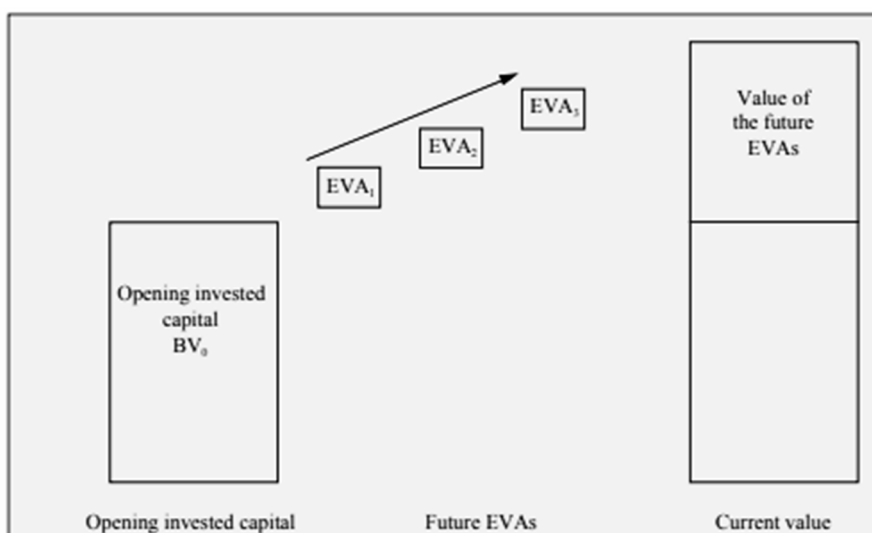 EVA₃
EVA₂
EVA₁
Value of
the future
EVAs
Opening invested
capital
BV₀
Opening invested capital
Future EVAs
Current value